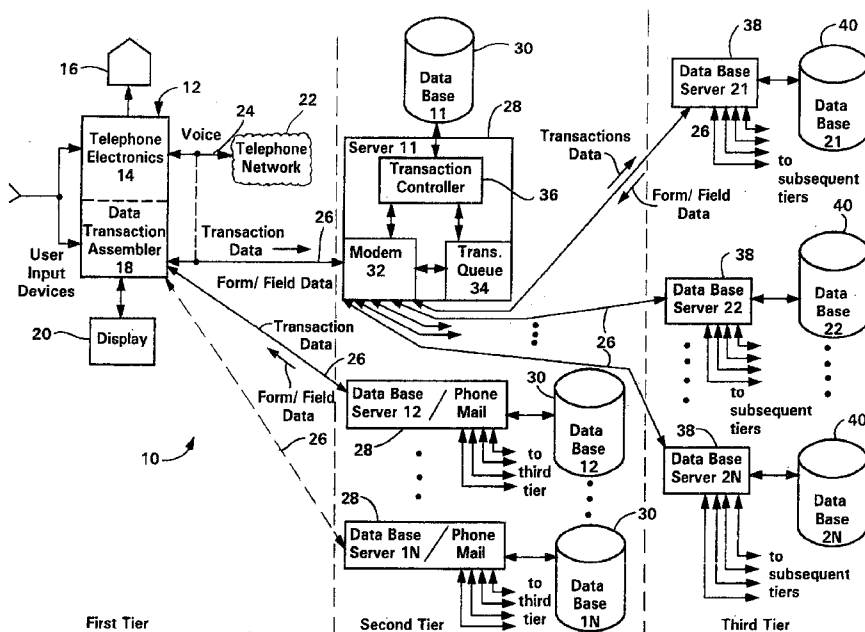 16
12
Voice
24
22
Telephone
Network
Telephone
Electronics
14
Data
Transaction
Assembler
18
User
Input
Devices
Transaction
Data
26
Form/ Field Data
20
Display
Transaction
Data
26
Form/ Field
Data
26
10
First Tier
30
Data
Base
11
28
Server 11
Transaction
Controller
36
Modem
32
Trans.
Queue
34
Transactions
Data
Form/ Field
Data
26
26
Data Base
Server 12 / Phone
Mail
28
30
Data
Base
12
to
third
tier
28
Data Base
Server 1N / Phone
Mail
30
Data
Base
1N
to
third
tier
Second Tier
38
Data Base
Server 21
26
40
Data
Base
21
to
subsequent
tiers
38
Data Base
Server 22
40
Data
Base
22
to
subsequent
tiers
38
Data Base
Server 2N
40
Data
Base
2N
to
subsequent
tiers
Third Tier